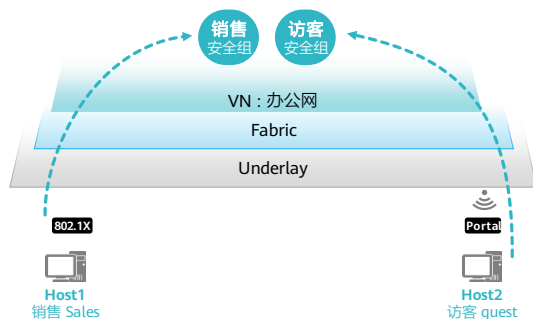 销售
安全组
访客
安全组
VN : 办公网
Fabric
Underlay
802.1X
Portal
Host1
销售 Sales
Host2
访客 guest